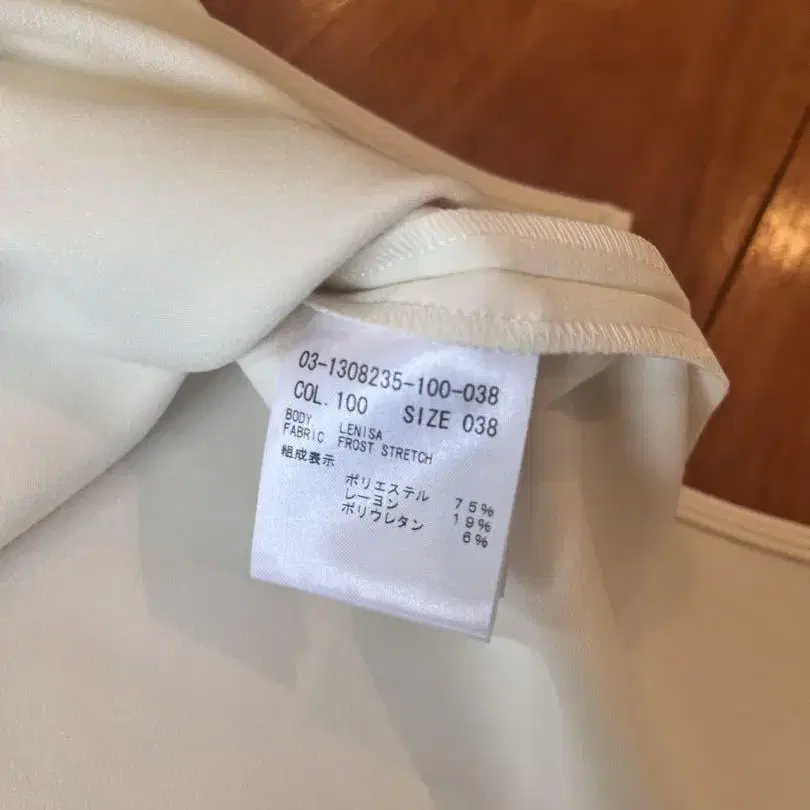 03-1308235-100-038
COL. 100 SIZE 038
BODY LENISA
FABRIC FROST STRETCH
組成表示
ポリエステル 75%
レーヨン 19%
ポリウレタン 6%